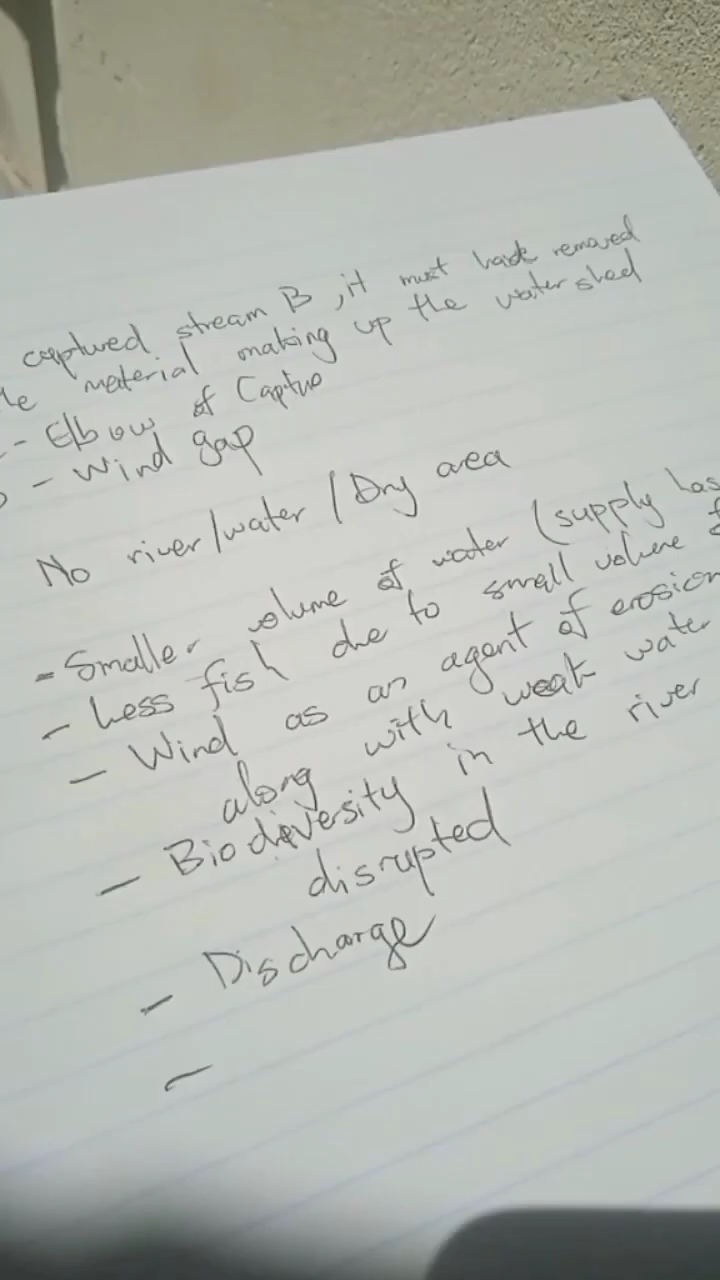 captured stream B, it must have removed
material making up the watershed
- Elbow of Captue
- Wind gap
No river/water / Dry area
- Smaller volume of water (supply has
- Less fish due to small volume
- Wind as an agent of erosion
along with weak water
- Biodiversity in the river
disrupted
- Discharge
-